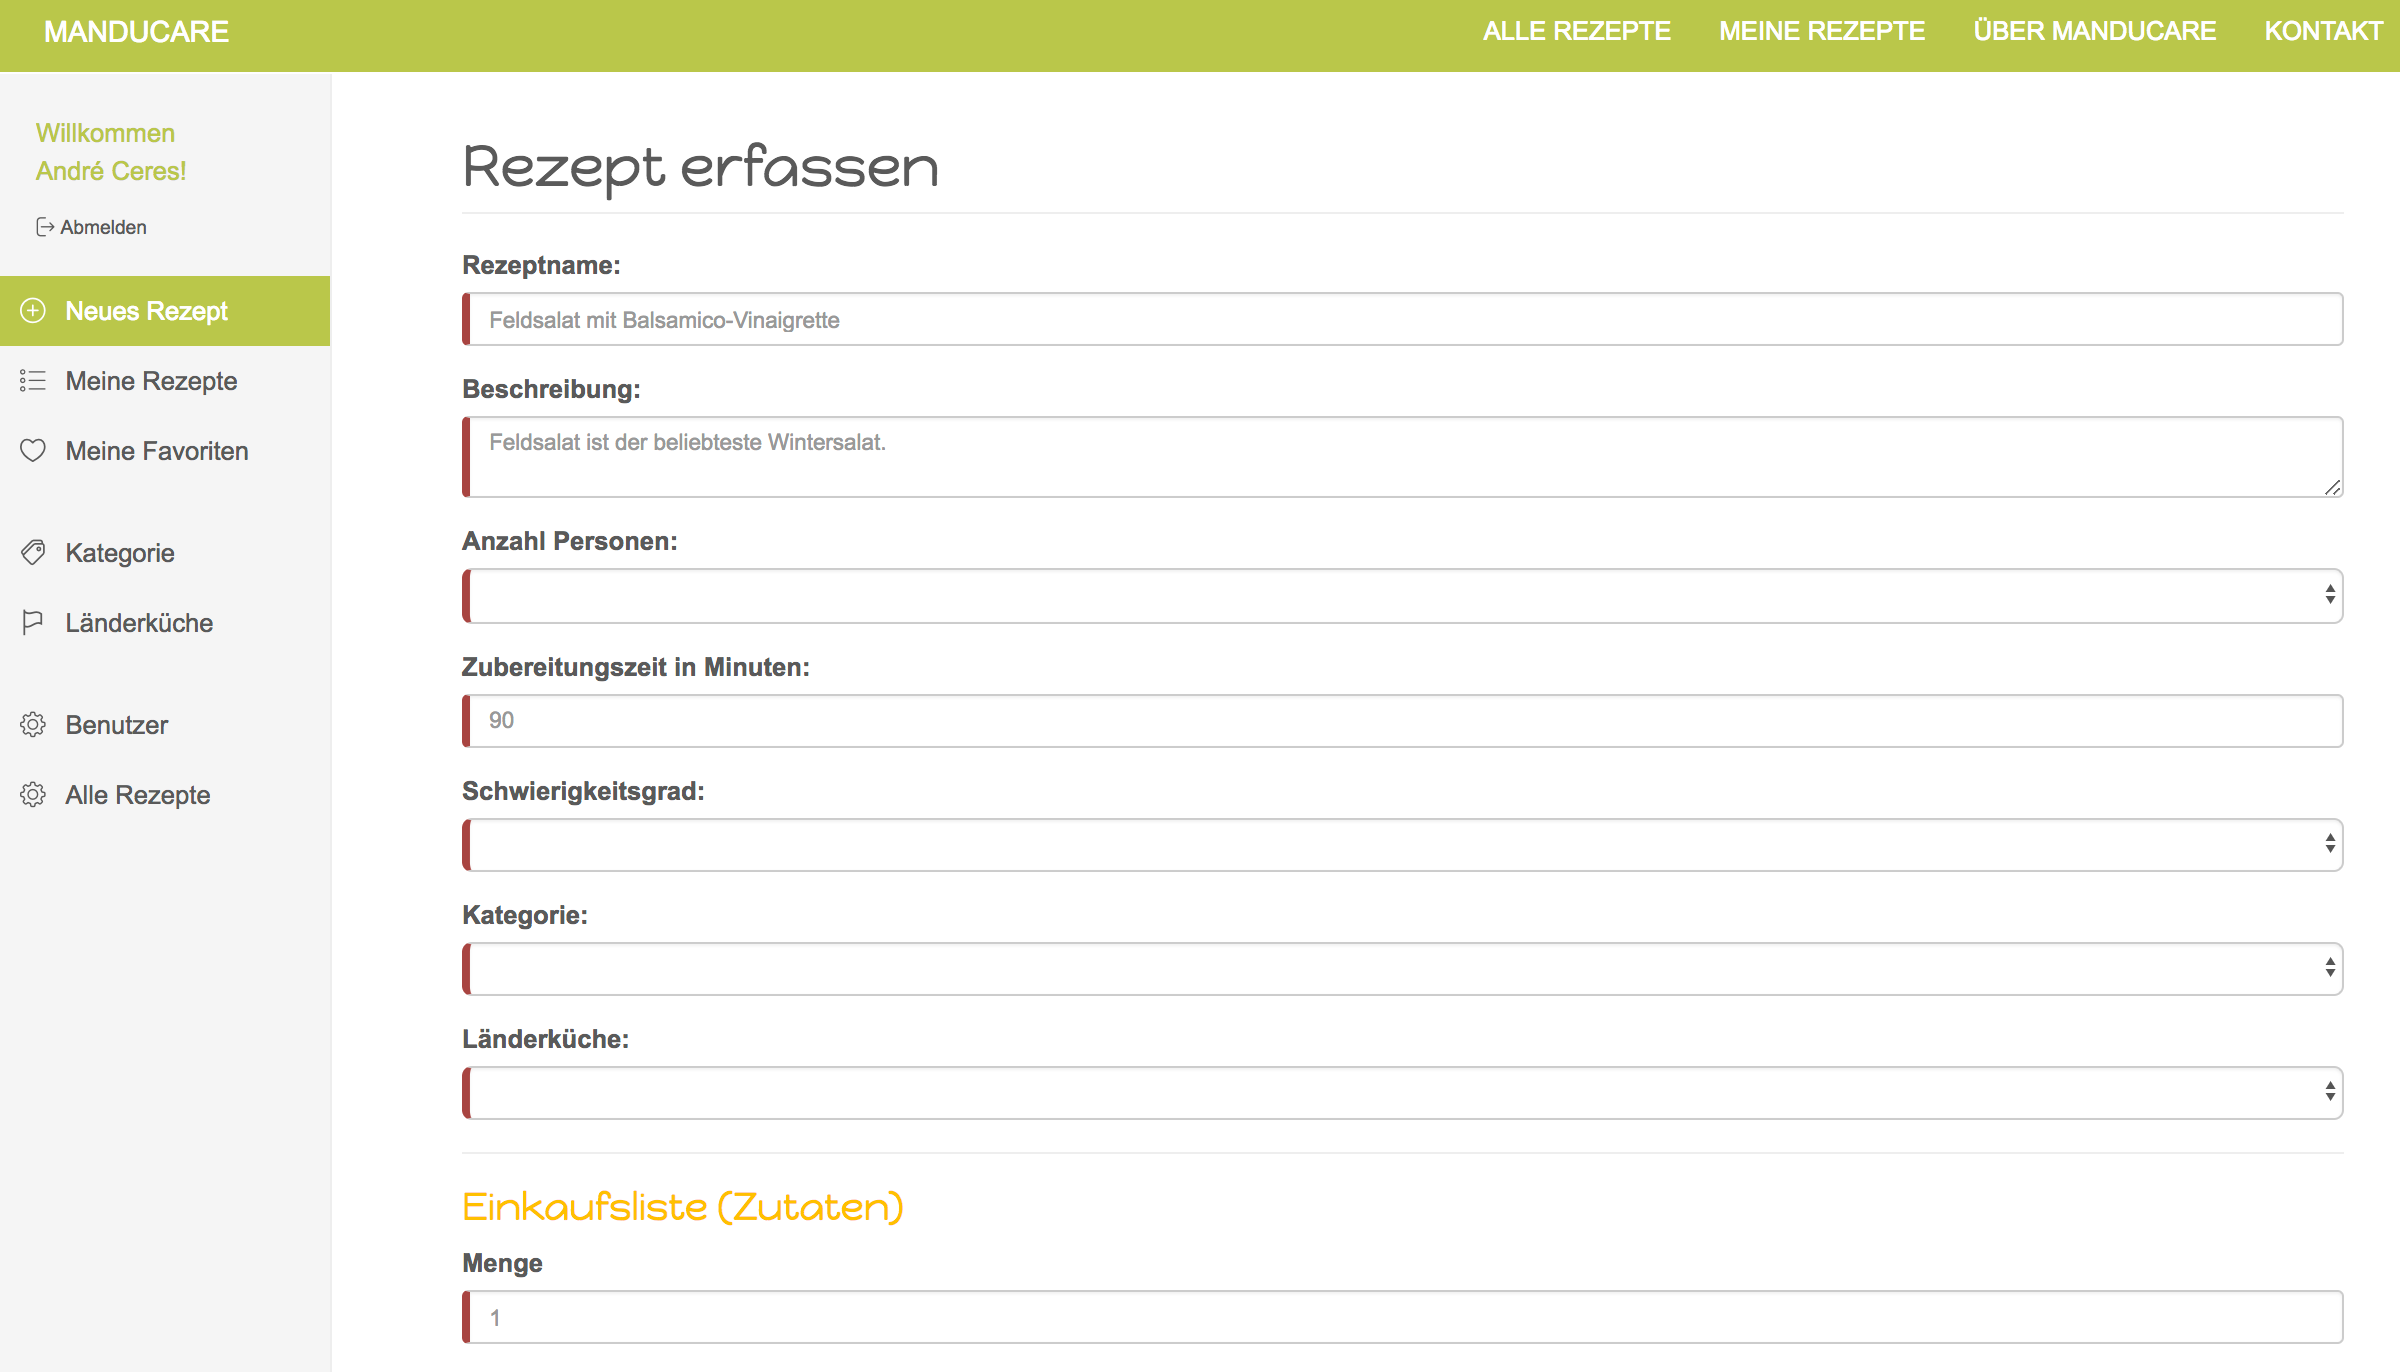 MANDUCARE
ALLE REZEPTE MEINE REZEPTE ÜBER MANDUCARE KONTAKT
Willkommen
André Ceres!
Abmelden
Neues Rezept
Meine Rezepte
Meine Favoriten
Kategorie
Länderküche
Benutzer
Alle Rezepte
Rezept erfassen
Rezeptname:
Feldsalat mit Balsamico-Vinaigrette
Beschreibung:
Feldsalat ist der beliebteste Wintersalat.
Anzahl Personen:
Zubereitungszeit in Minuten:
90
Schwierigkeitsgrad:
Kategorie:
Länderküche:
Einkaufsliste (Zutaten)
Menge
1